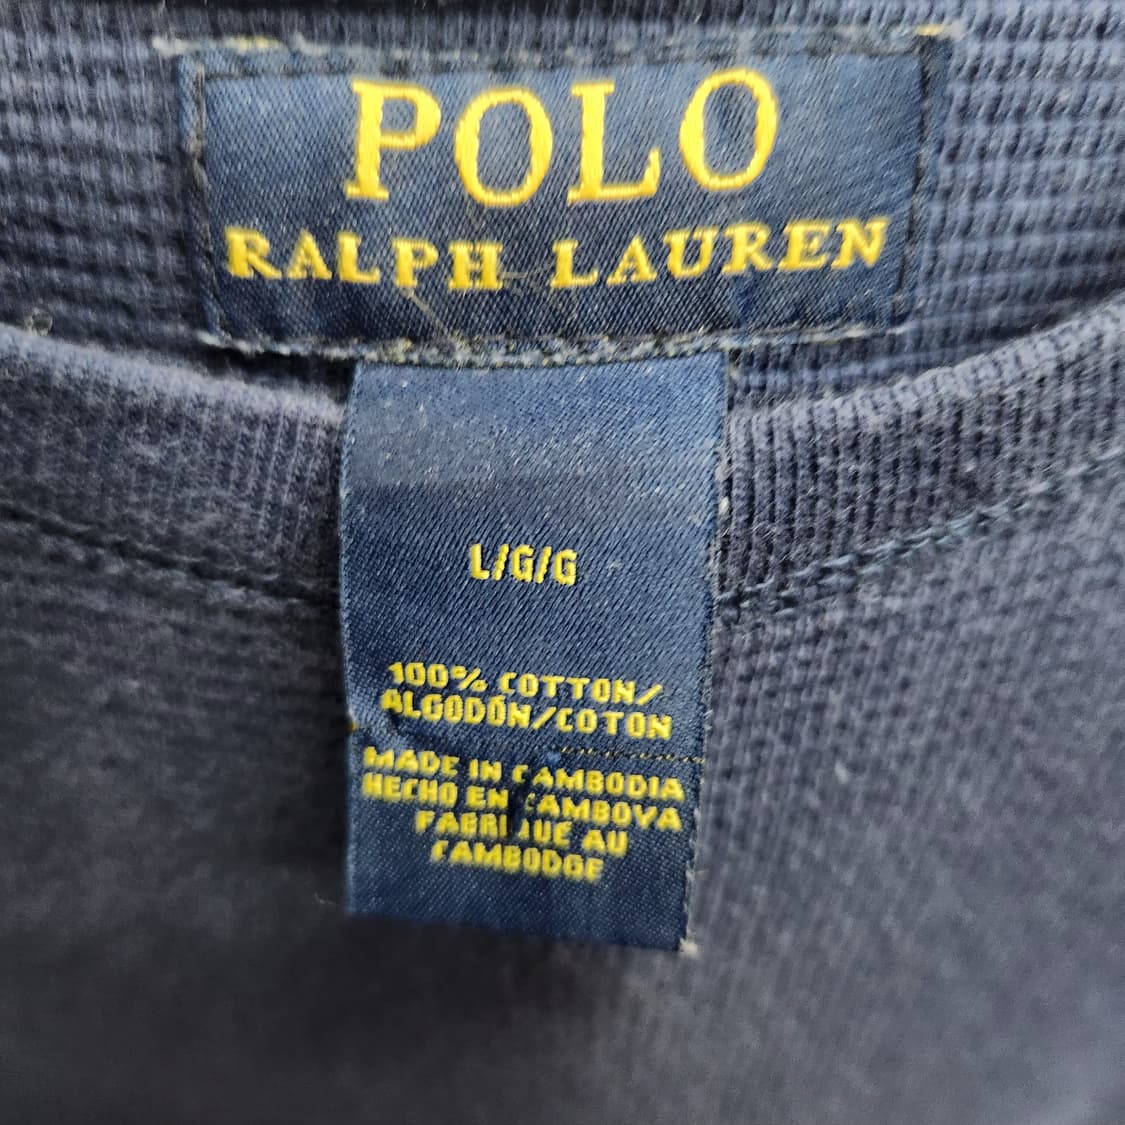 POLO
RALPH LAUREN
L/G/G
100% COTTON/
ALGODÓN/COTON
MADE IN CAMBODIA
HECHO EN CAMBOYA
FABRIQUÉ AU
CAMBODGE